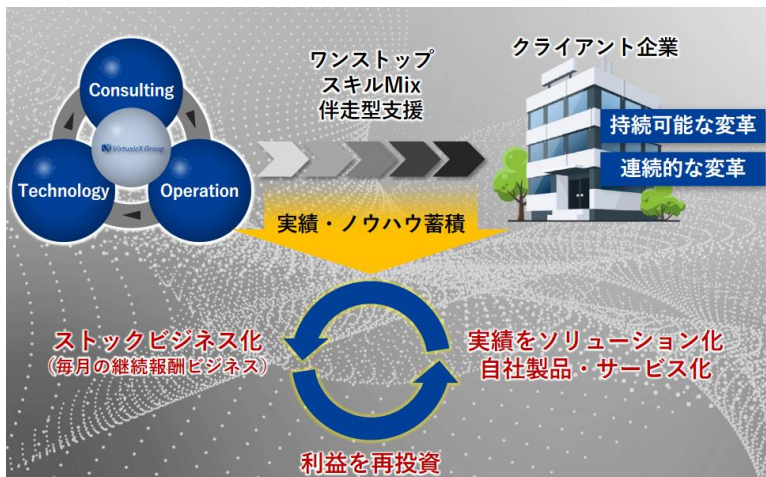 Consulting
VirtualexGroup
Technology
Operation
ワンストップ
スキルMix
伴走型支援
クライアント企業
持続可能な変革
連続的な変革
実績・ノウハウ蓄積
ストックビジネス化
（毎月の継続報酬ビジネス）
実績をソリューション化
自社製品・サービス化
利益を再投資